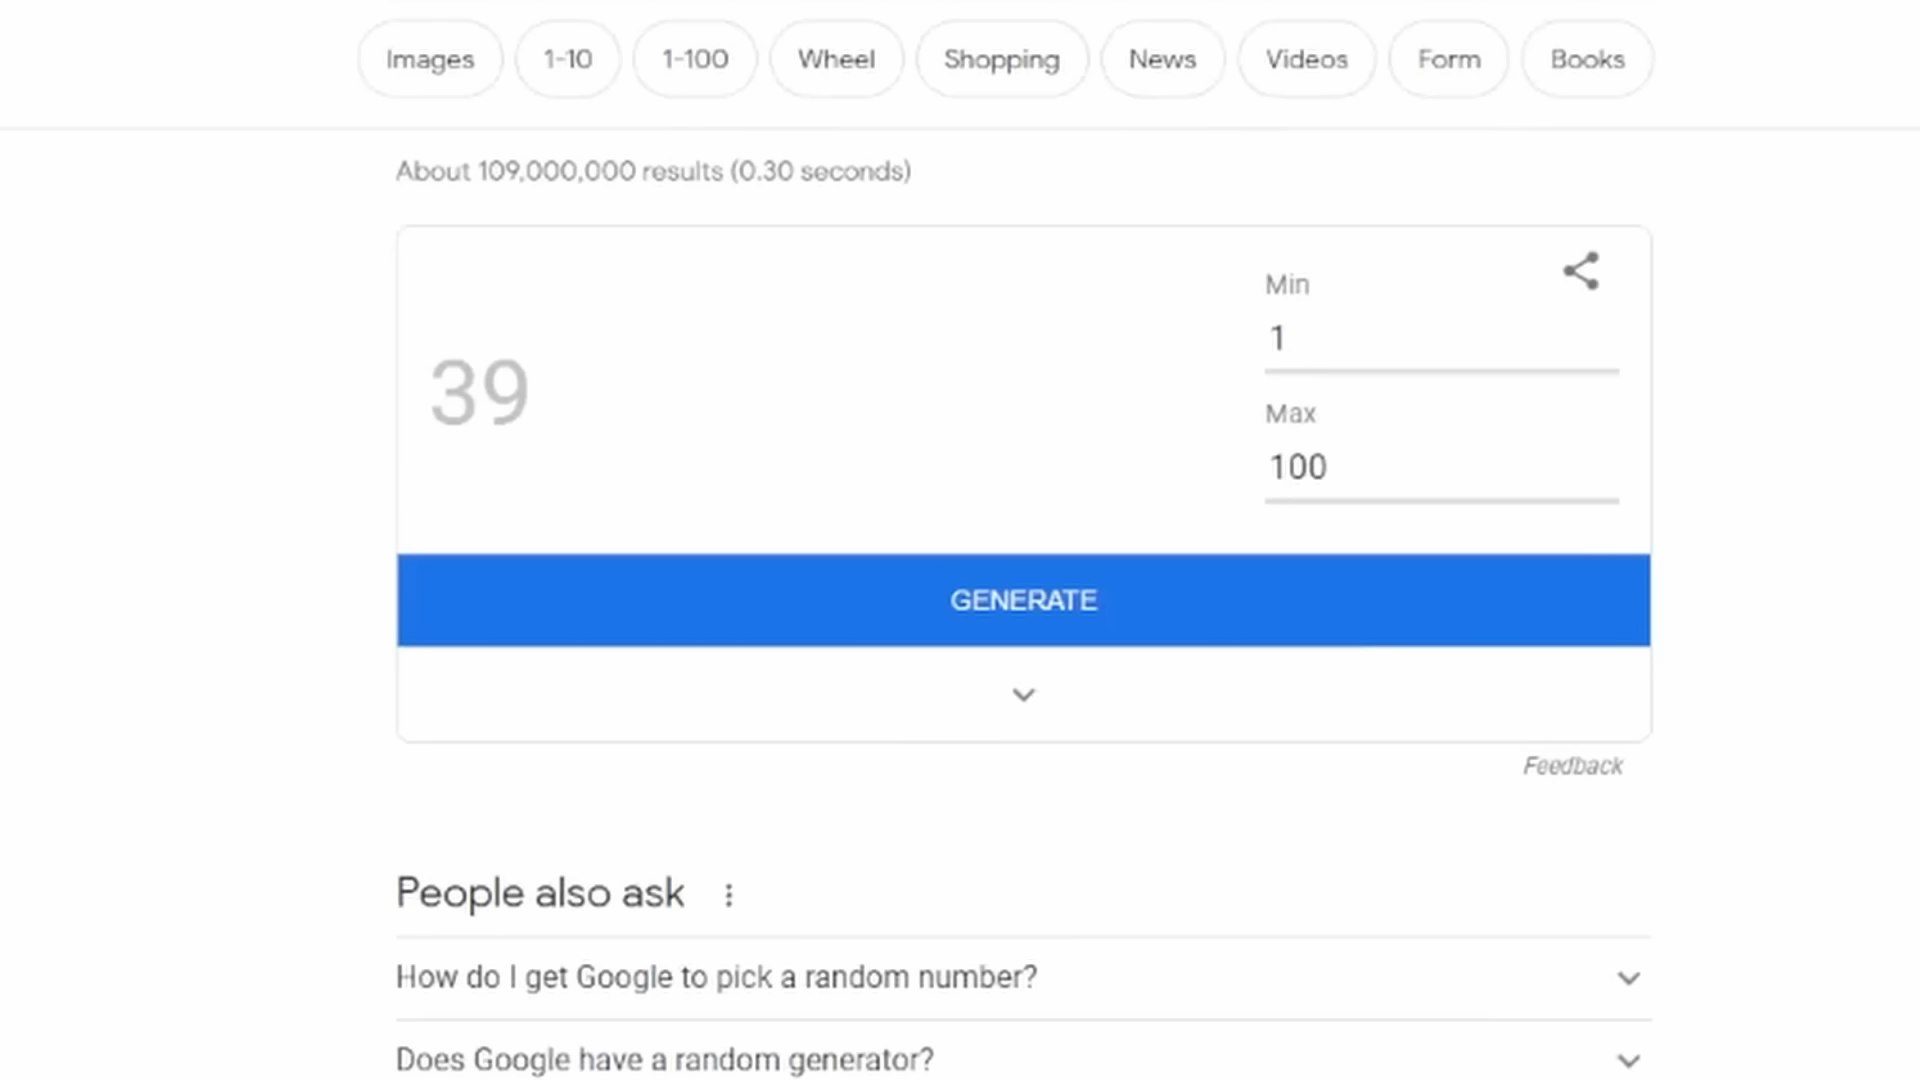 Images 1-10 1-100 Wheel Shopping News Videos Form Books
About 109,000,000 results (0.30 seconds)
Min
1
39
Max
100
GENERATE
Feedback
People also ask
How do I get Google to pick a random number?
Does Google have a random generator?